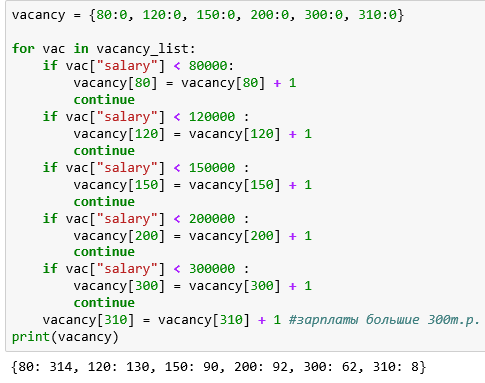 vacancy = {80:0, 120:0, 150:0, 200:0, 300:0, 310:0}
for vac in vacancy_list:
    if vac["salary"] < 80000:
        vacancy[80] = vacancy[80] + 1
        continue
    if vac["salary"] < 120000 :
        vacancy[120] = vacancy[120] + 1
        continue
    if vac["salary"] < 150000 :
        vacancy[150] = vacancy[150] + 1
        continue
    if vac["salary"] < 200000 :
        vacancy[200] = vacancy[200] + 1
        continue
    if vac["salary"] < 300000 :
        vacancy[300] = vacancy[300] + 1
        continue
    vacancy[310] = vacancy[310] + 1 #зарплаты большие 300т.р.
print(vacancy)
{80: 314, 120: 130, 150: 90, 200: 92, 300: 62, 310: 8}